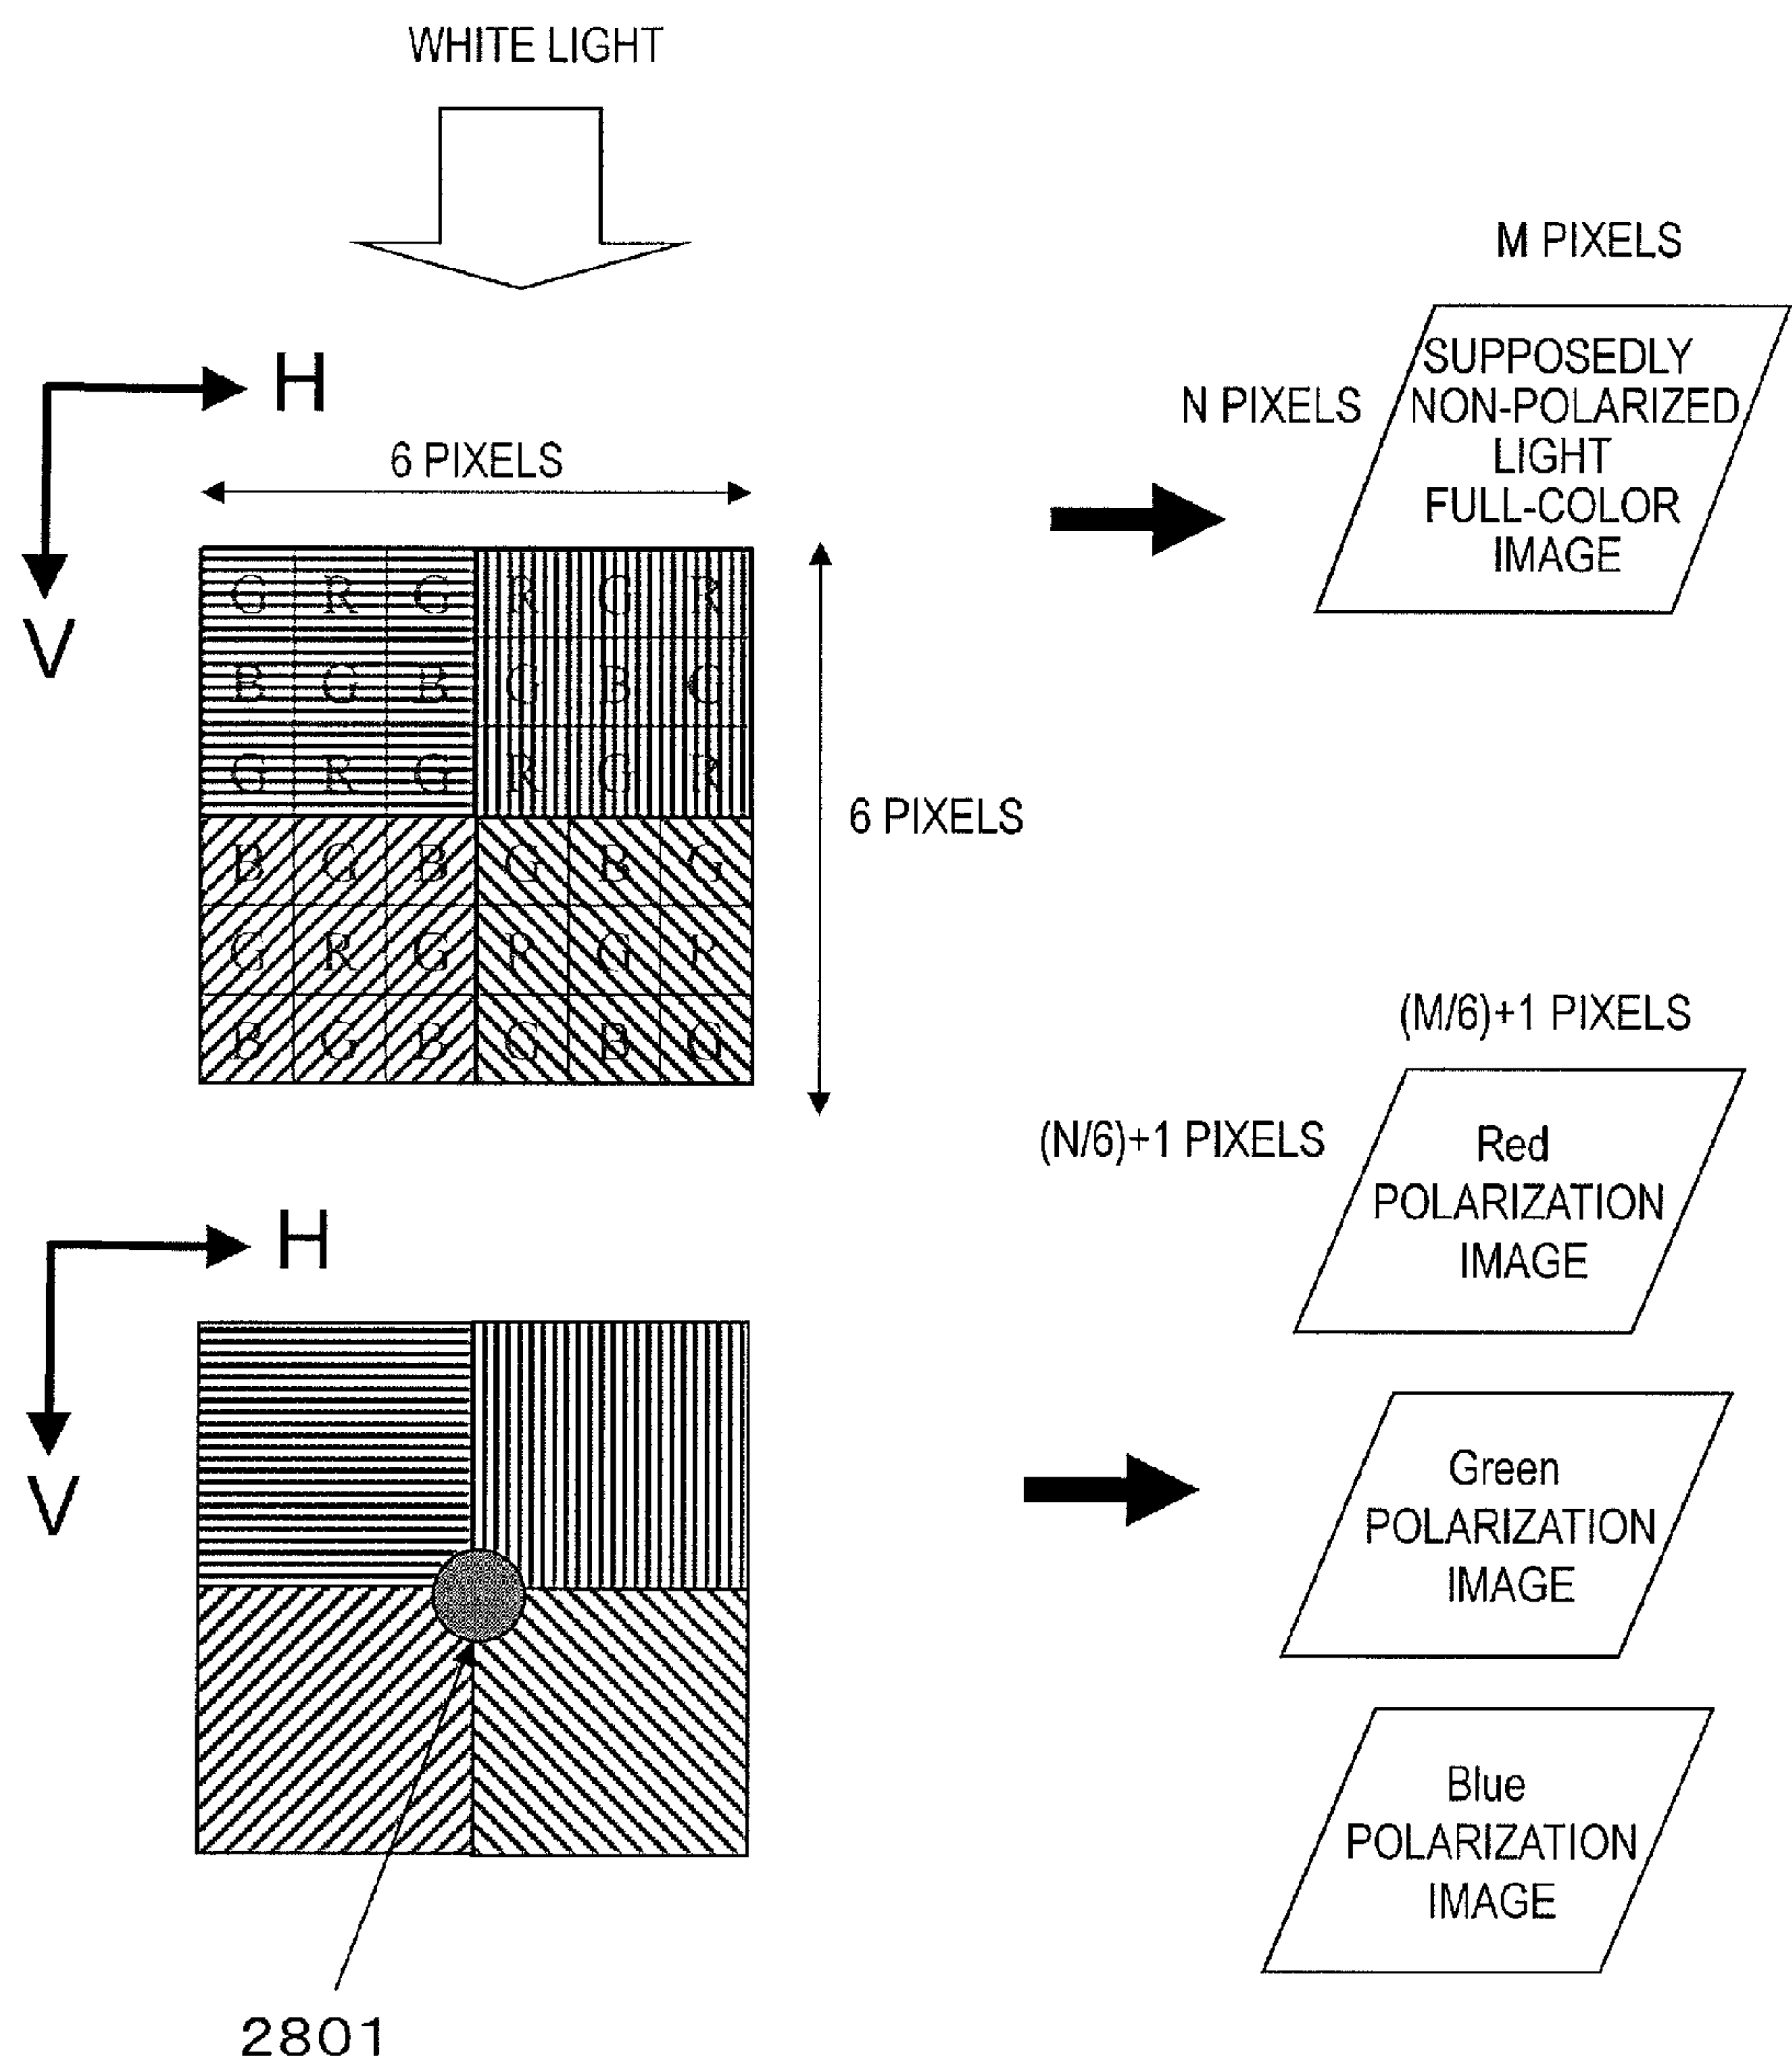 WHITE LIGHT
M PIXELS
N PIXELS
SUPPOSEDLY
NON-POLARIZED
LIGHT
FULL-COLOR
IMAGE
H
V
6 PIXELS
G R G R G R
B G B G B G
G R G R G R
B G B G B G
G R G R G R
B G B G B G
6 PIXELS
(M/6)+1 PIXELS
(N/6)+1 PIXELS
Red
POLARIZATION
IMAGE
H
V
Green
POLARIZATION
IMAGE
Blue
POLARIZATION
IMAGE
2801